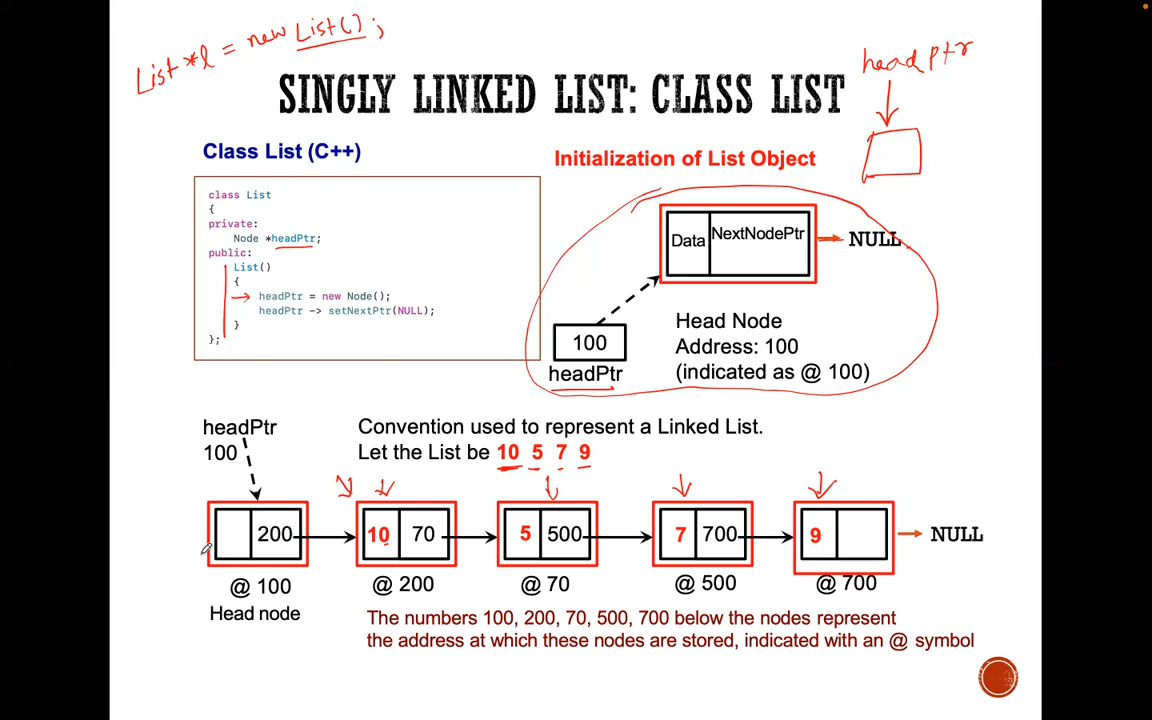 List *l = new List();
headPtr
SINGLY LINKED LIST: CLASS LIST
Class List (C++)
class List
{
private:
Node *headPtr;
public:
List()
{
headPtr = new Node();
headPtr -> setNextPtr(NULL);
}
};
Initialization of List Object
Data NextNodePtr
NULL
100
headPtr
Head Node
Address: 100
(indicated as @ 100)
headPtr
100
Convention used to represent a Linked List.
Let the List be 10 5 7 9
200 10 70 5 500 7 700 9 NULL
@ 100 @ 200 @ 70 @ 500 @ 700
Head node
The numbers 100, 200, 70, 500, 700 below the nodes represent
the address at which these nodes are stored, indicated with an @ symbol